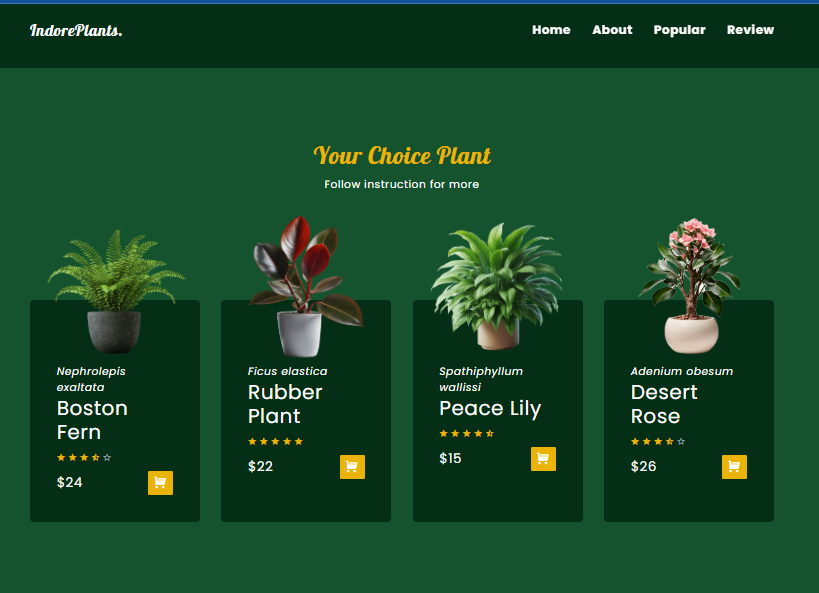 IndorePlants.
Home About Popular Review
Your Choice Plant
Follow instruction for more
Nephrolepis
exaltata
Boston
Fern
$24
Ficus elastica
Rubber
Plant
$22
Spathiphyllum
wallissi
Peace Lily
$15
Adenium obesum
Desert
Rose
$26